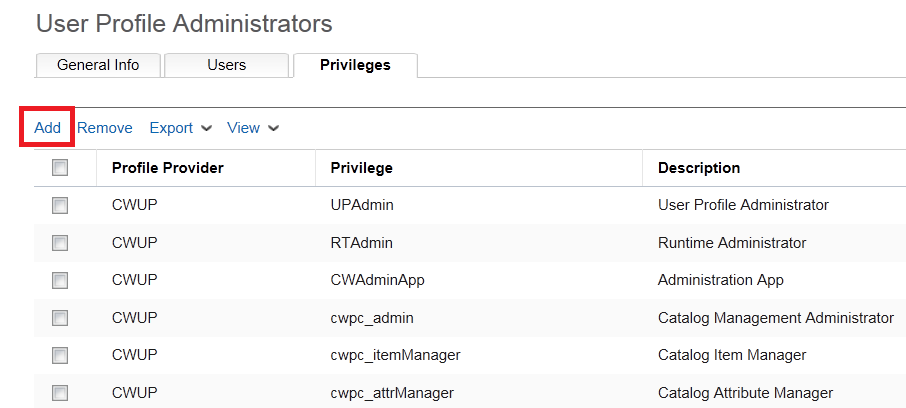 User Profile Administrators
General Info Users Privileges
Add Remove Export View
Profile Provider Privilege Description
CWUP UPAdmin User Profile Administrator
CWUP RTAdmin Runtime Administrator
CWUP CWAdminApp Administration App
CWUP cwpc_admin Catalog Management Administrator
CWUP cwpc_itemManager Catalog Item Manager
CWUP cwpc_attrManager Catalog Attribute Manager